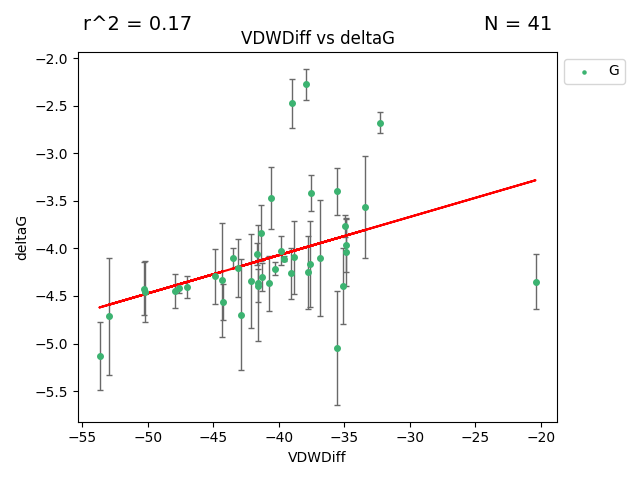 r^2 = 0.17
N = 41
VDWDiff vs deltaG
G
−2.0
−2.5
−3.0
−3.5
−4.0
−4.5
−5.0
−5.5
deltaG
−55 −50 −45 −40 −35 −30 −25 −20
VDWDiff